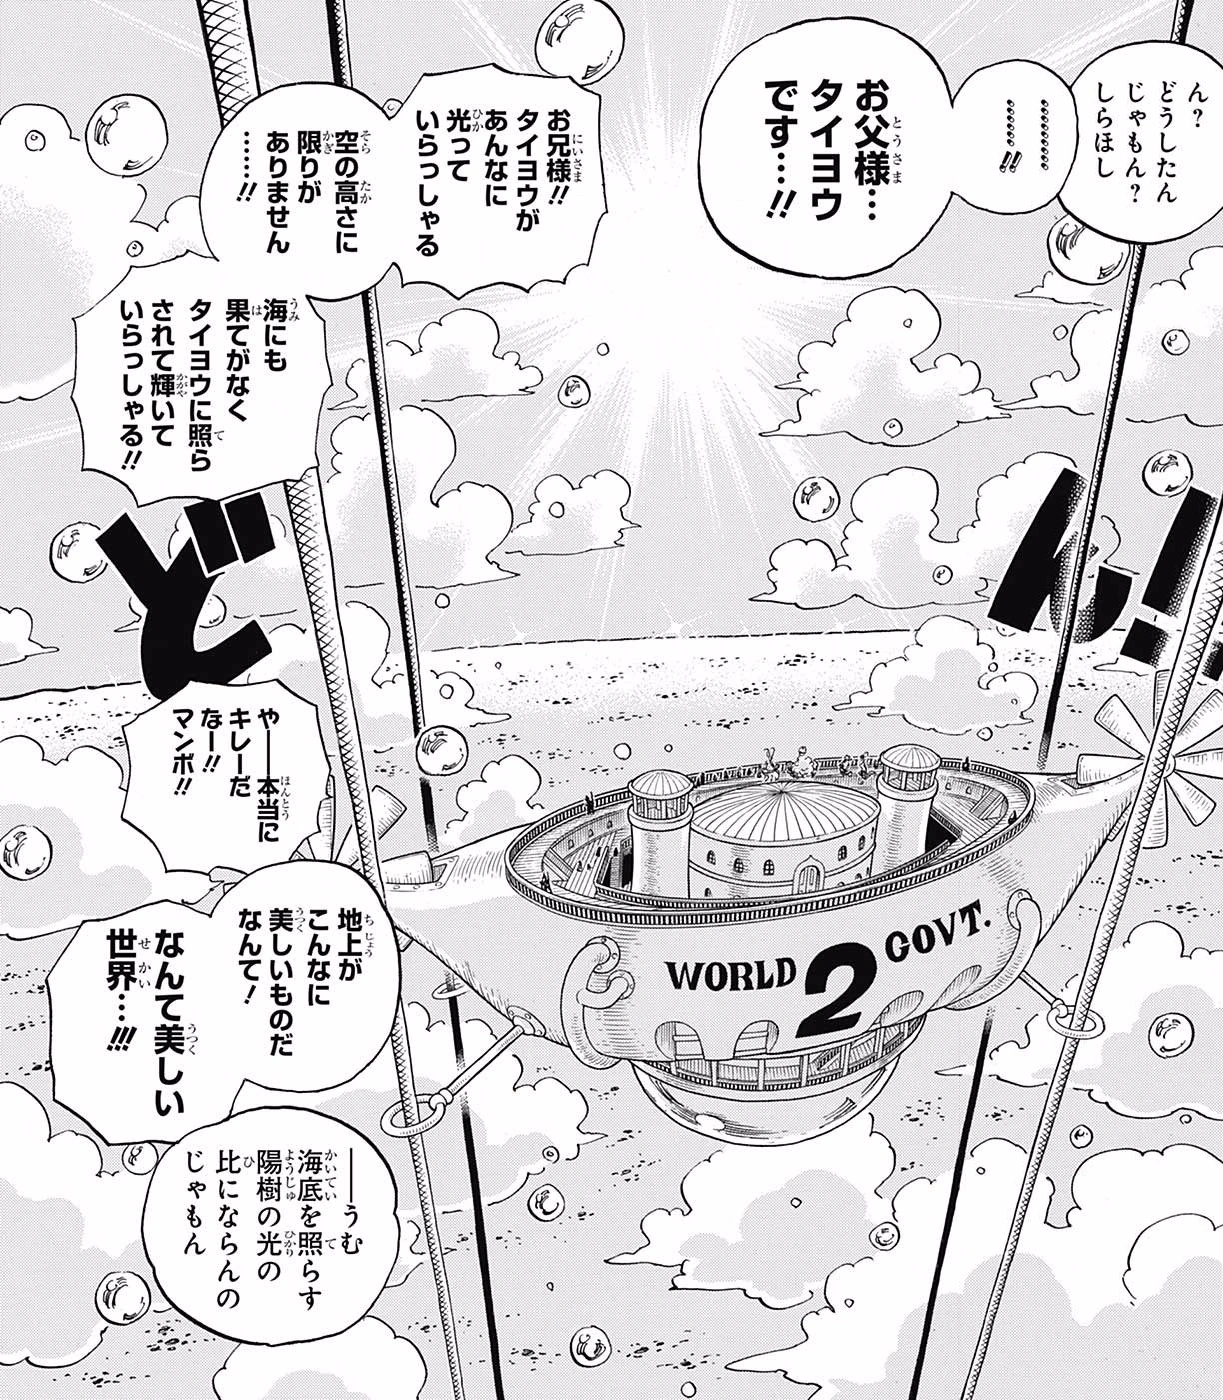 ん?
どうしたん
じゃもん?
しらほし
………………!!
お父様…
タイヨウ
です…!!
お兄様!!
タイヨウが
あんなに
光って
いらっしゃる
空の高さに
限りが
ありません
……!!
海にも
果てがなく
タイヨウに照ら
されて輝いて
いらっしゃる!!
どん!!
や——本当に
キレーだ
なー!!
マンボ!!
地上が
こんなに
美しいものだ
なんて!
なんて美しい
世界…!!!
——うむ
海底を照らす
陽樹の光の
比にならんの
じゃもん
WORLD 2 GOVT.